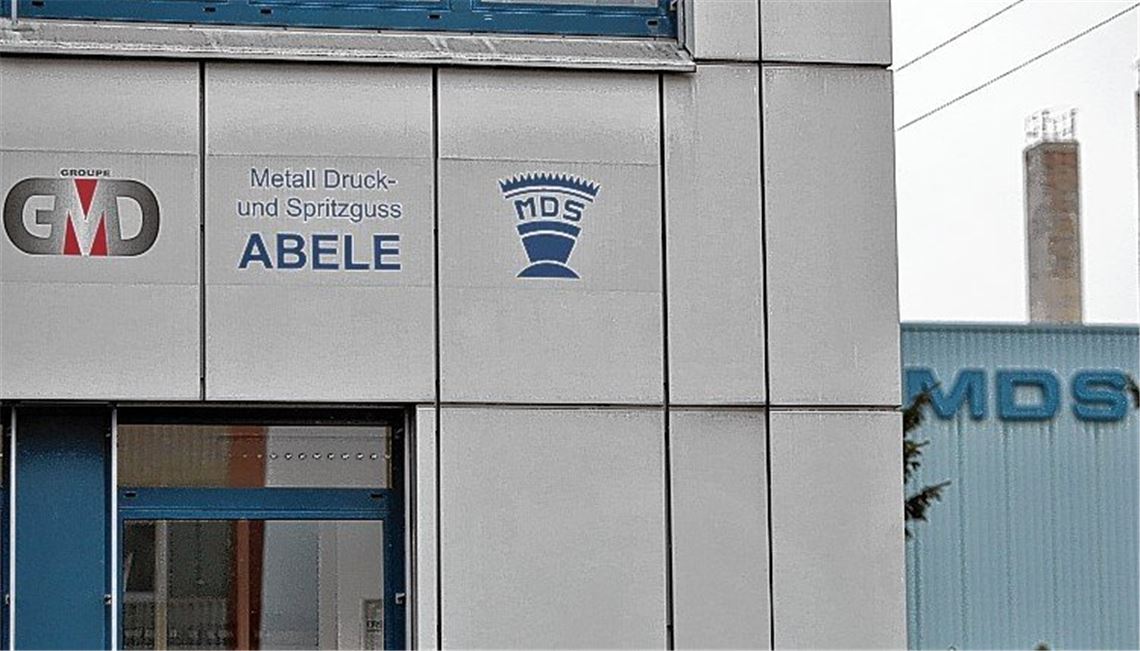 GROUPE
GMD
Metall Druck-
und Spritzguss
ABELE
MDS
MDS